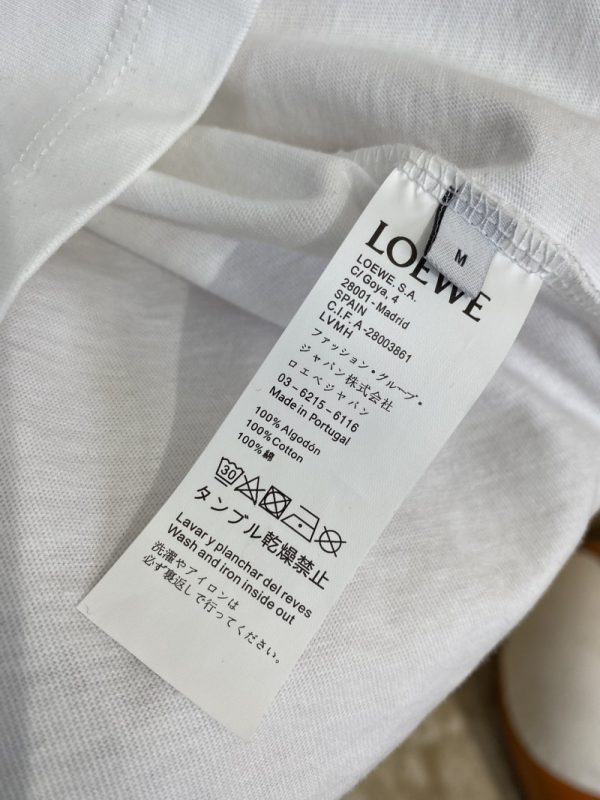 M
LOEWE
LOEWE, S.A.
C/ Goya, 4
28001 - Madrid
SPAIN
C.I.F. A-28003861
LVMH
ファッション・グループ・
ジャパン株式会社
ロエベジャパン
03-6215-6116
Made in Portugal
100% Algodón
100% Cotton
100% 綿
30
タンブル乾燥禁止
Lavar y planchar del reves
Wash and iron inside out
洗濯やアイロンは
必ず裏返しで行ってください。